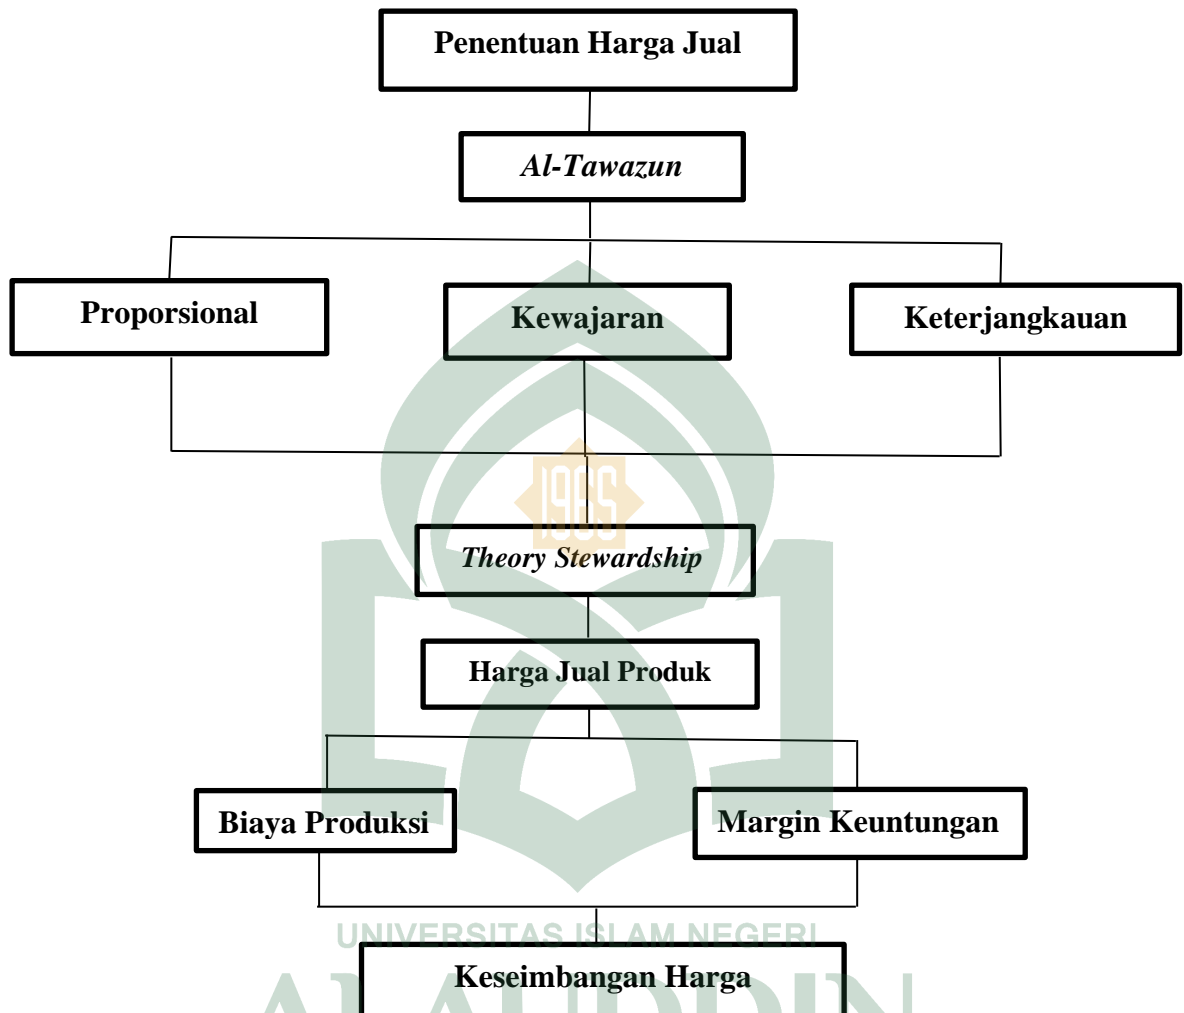 Penentuan Harga Jual
Al-Tawazun
Proporsional
Kewajaran
Keterjangkauan
1965
Theory Stewardship
Harga Jual Produk
Biaya Produksi
Margin Keuntungan
UNIVERSITAS ISLAM NEGERI
Keseimbangan Harga
ALAUDDIN